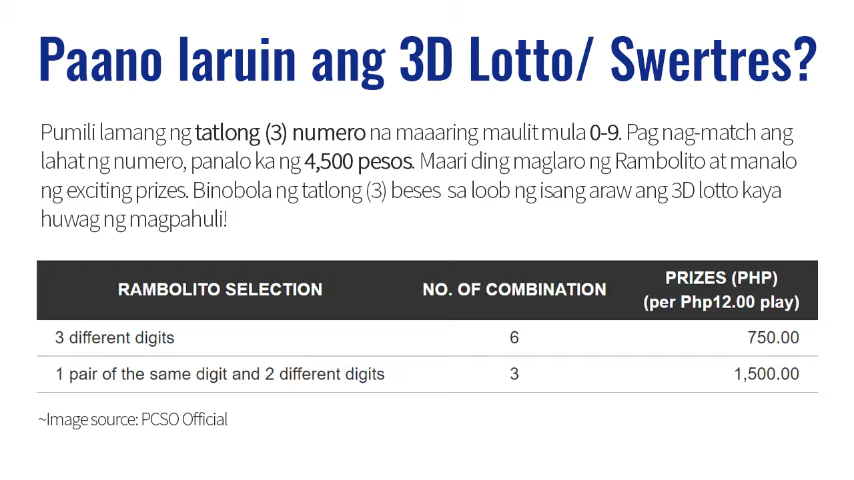 Paano laruin ang 3D Lotto/ Swertres?
Pumili lamang ng tatlong (3) numero na maaaring maulit mula 0-9. Pag nag-match ang
lahat ng numero, panalo ka ng 4,500 pesos. Maari ding maglaro ng Rambolito at manalo
ng exciting prizes. Binobola ng tatlong (3) beses sa loob ng isang araw ang 3D lotto kaya
huwag ng magpahuli!
RAMBOLITO SELECTION NO. OF COMBINATION PRIZES (PHP)
(per Php12.00 play)
3 different digits 6 750.00
1 pair of the same digit and 2 different digits 3 1,500.00
~Image source: PCSO Official